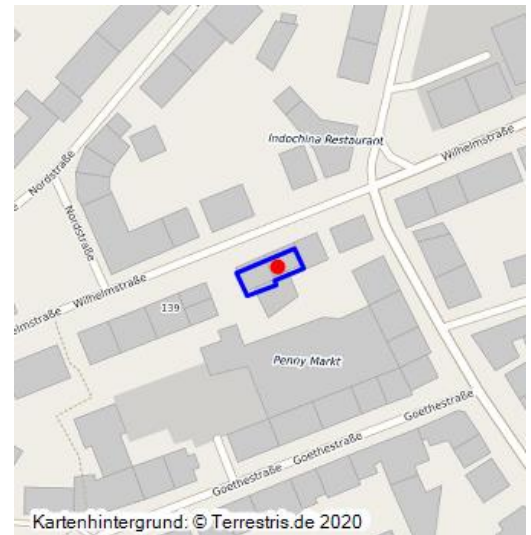 Indochina Restaurant
Wilhelmstraße
Nordstraße
Nordstraße
Wilhelmstraße
elmstraße
139
Penny Markt
Goethestraße
Goethestraße
Goethestraße
Kartenhintergrund: © Terrestris.de 2020